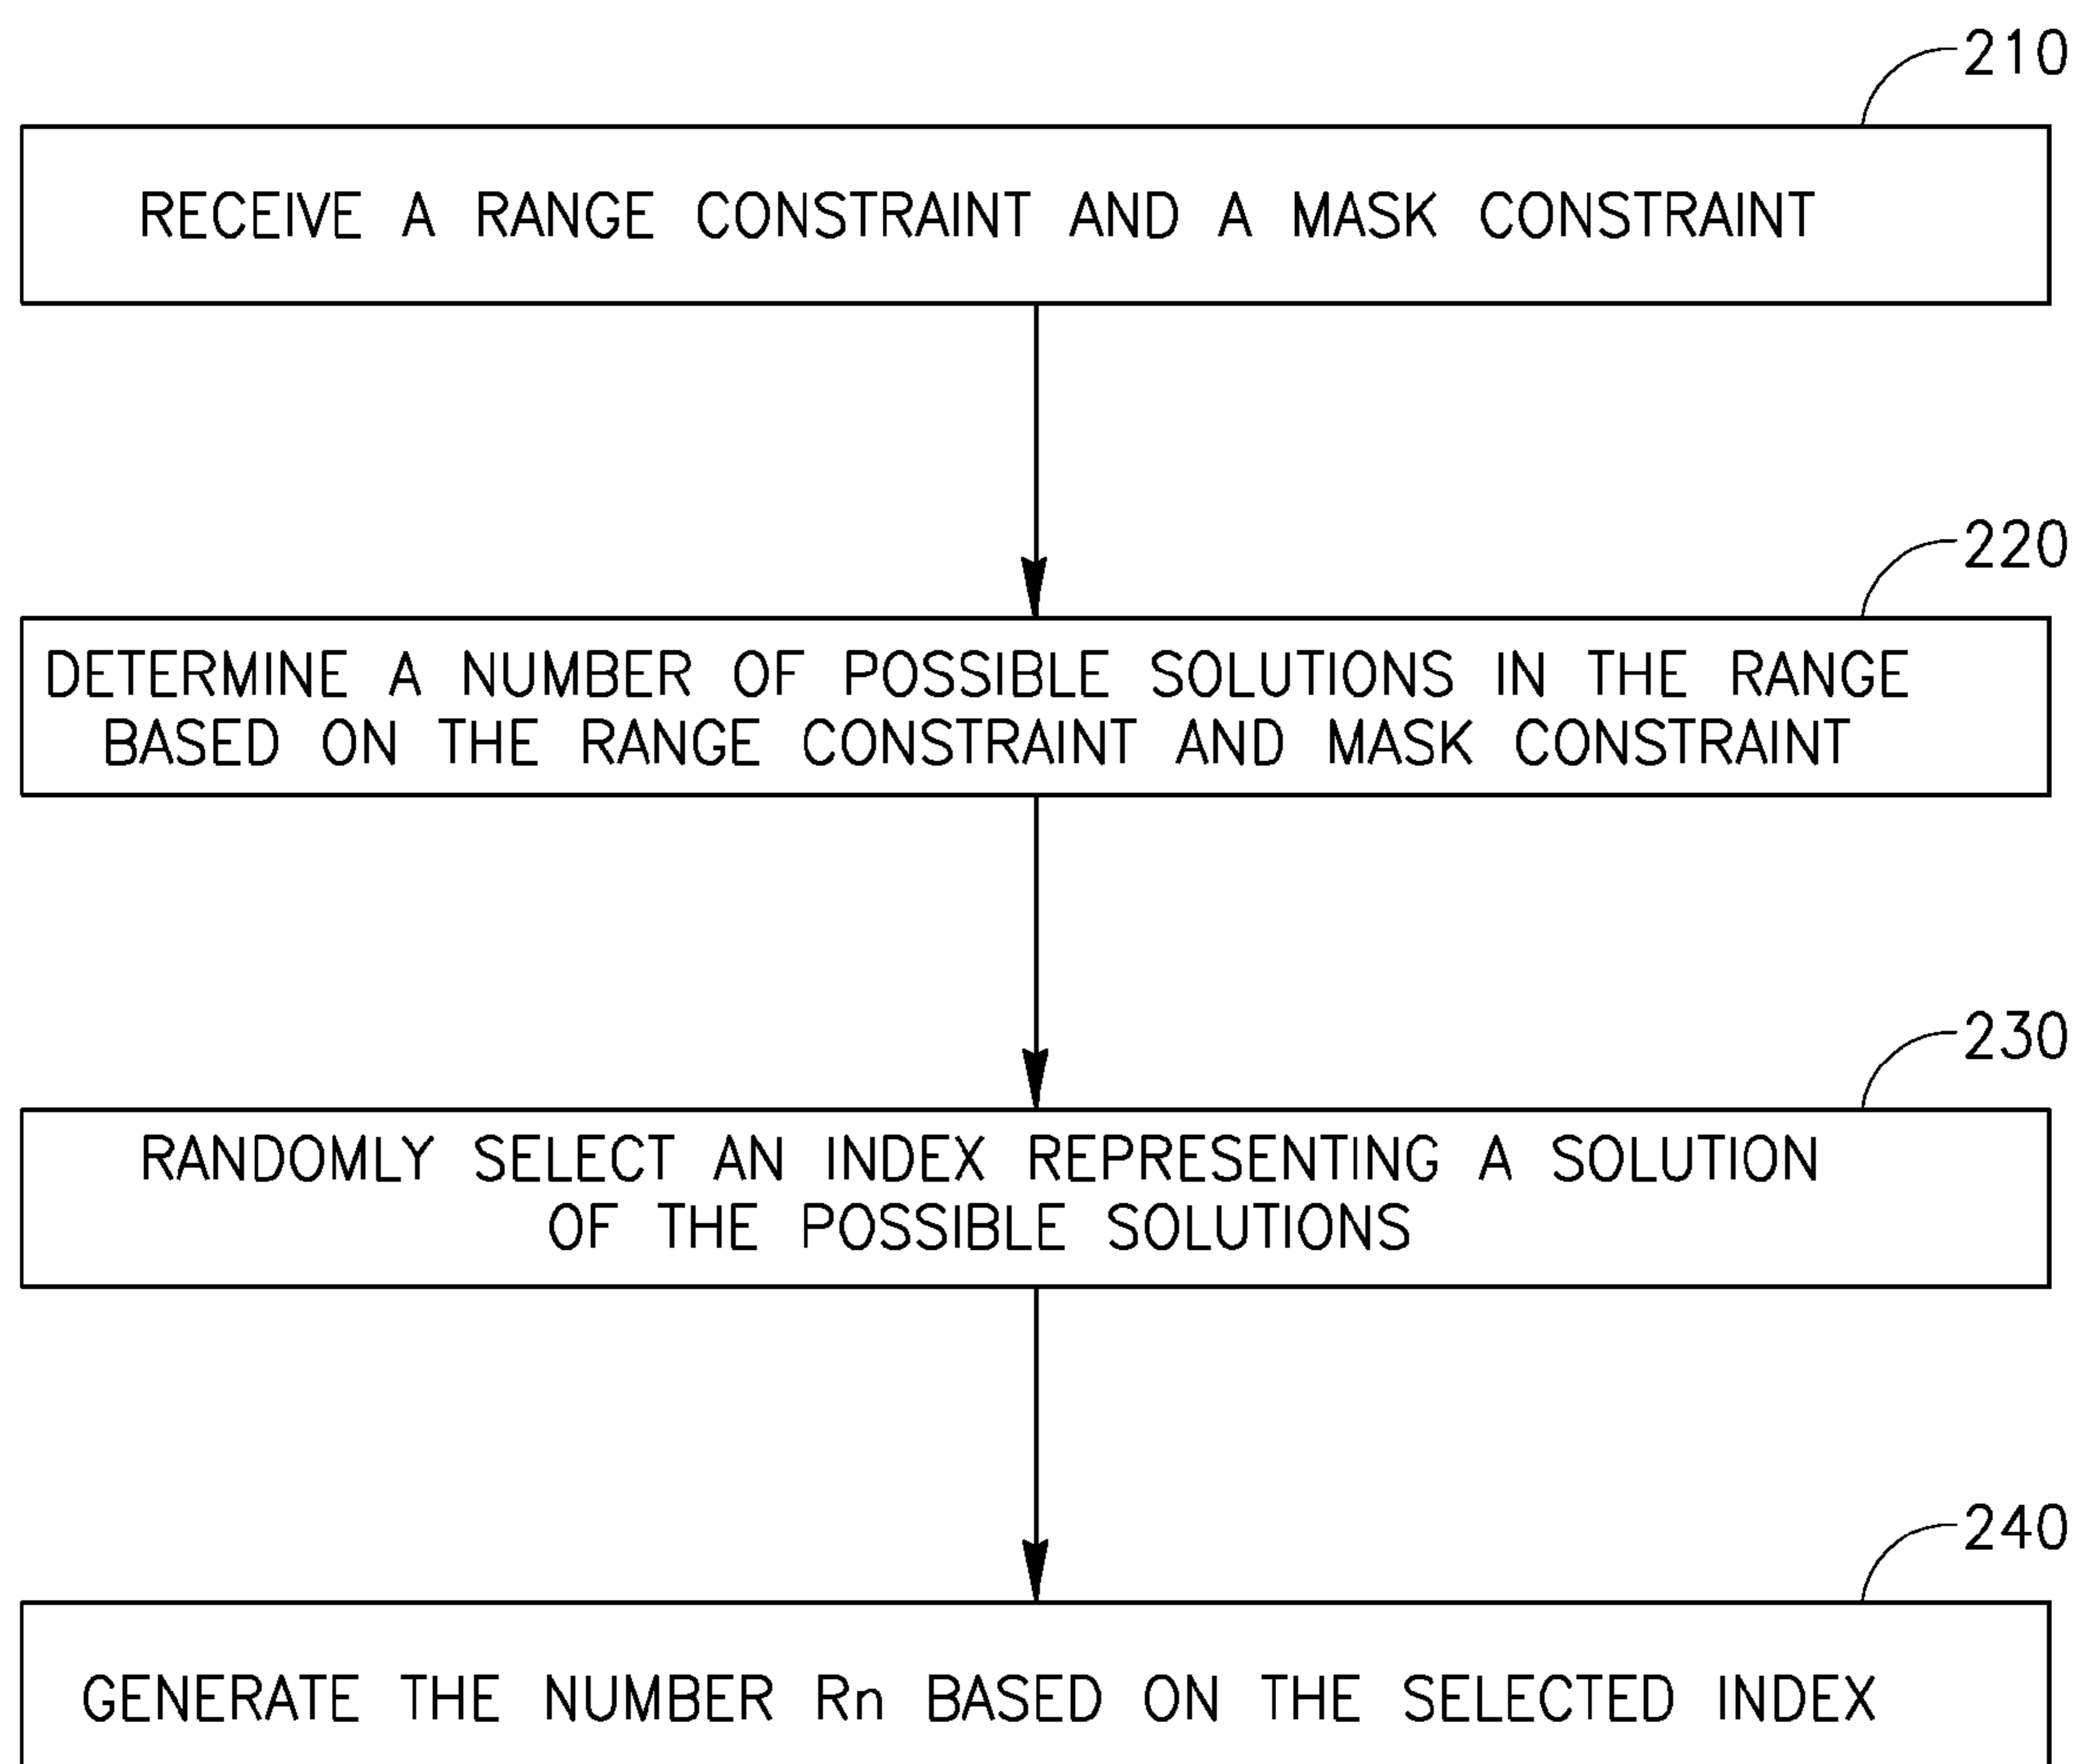 210
RECEIVE A RANGE CONSTRAINT AND A MASK CONSTRAINT
220
DETERMINE A NUMBER OF POSSIBLE SOLUTIONS IN THE RANGE
BASED ON THE RANGE CONSTRAINT AND MASK CONSTRAINT
230
RANDOMLY SELECT AN INDEX REPRESENTING A SOLUTION
OF THE POSSIBLE SOLUTIONS
240
GENERATE THE NUMBER Rn BASED ON THE SELECTED INDEX